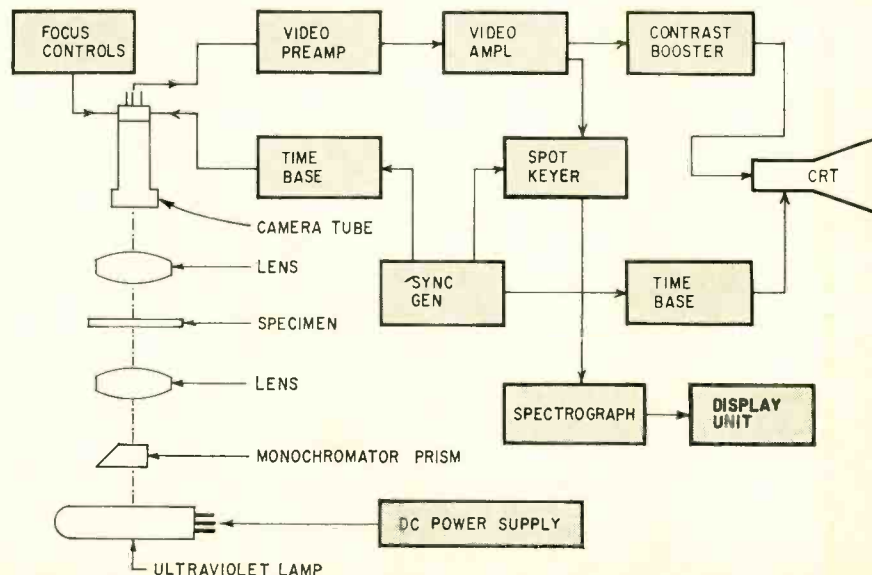 FOCUS
CONTROLS
VIDEO
PREAMP
VIDEO
AMPL
CONTRAST
BOOSTER
TIME
BASE
SPOT
KEYER
CRT
CAMERA TUBE
LENS
SYNC
GEN
TIME
BASE
SPECIMEN
LENS
SPECTROGRAPH
DISPLAY
UNIT
MONOCHROMATOR PRISM
DC POWER SUPPLY
ULTRAVIOLET LAMP